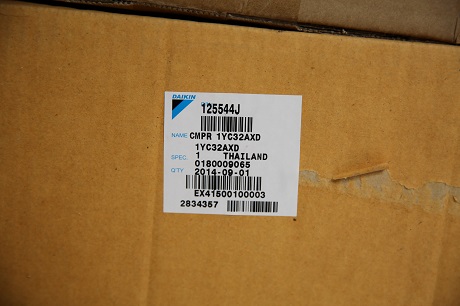 DAIKIN
125544J
NAME CMPR 1YC32AXD
1YC32AXD
SPEC. 1 THAILAND
0180009065
Q'TY 2014-09-01
EX41500100003
2834357